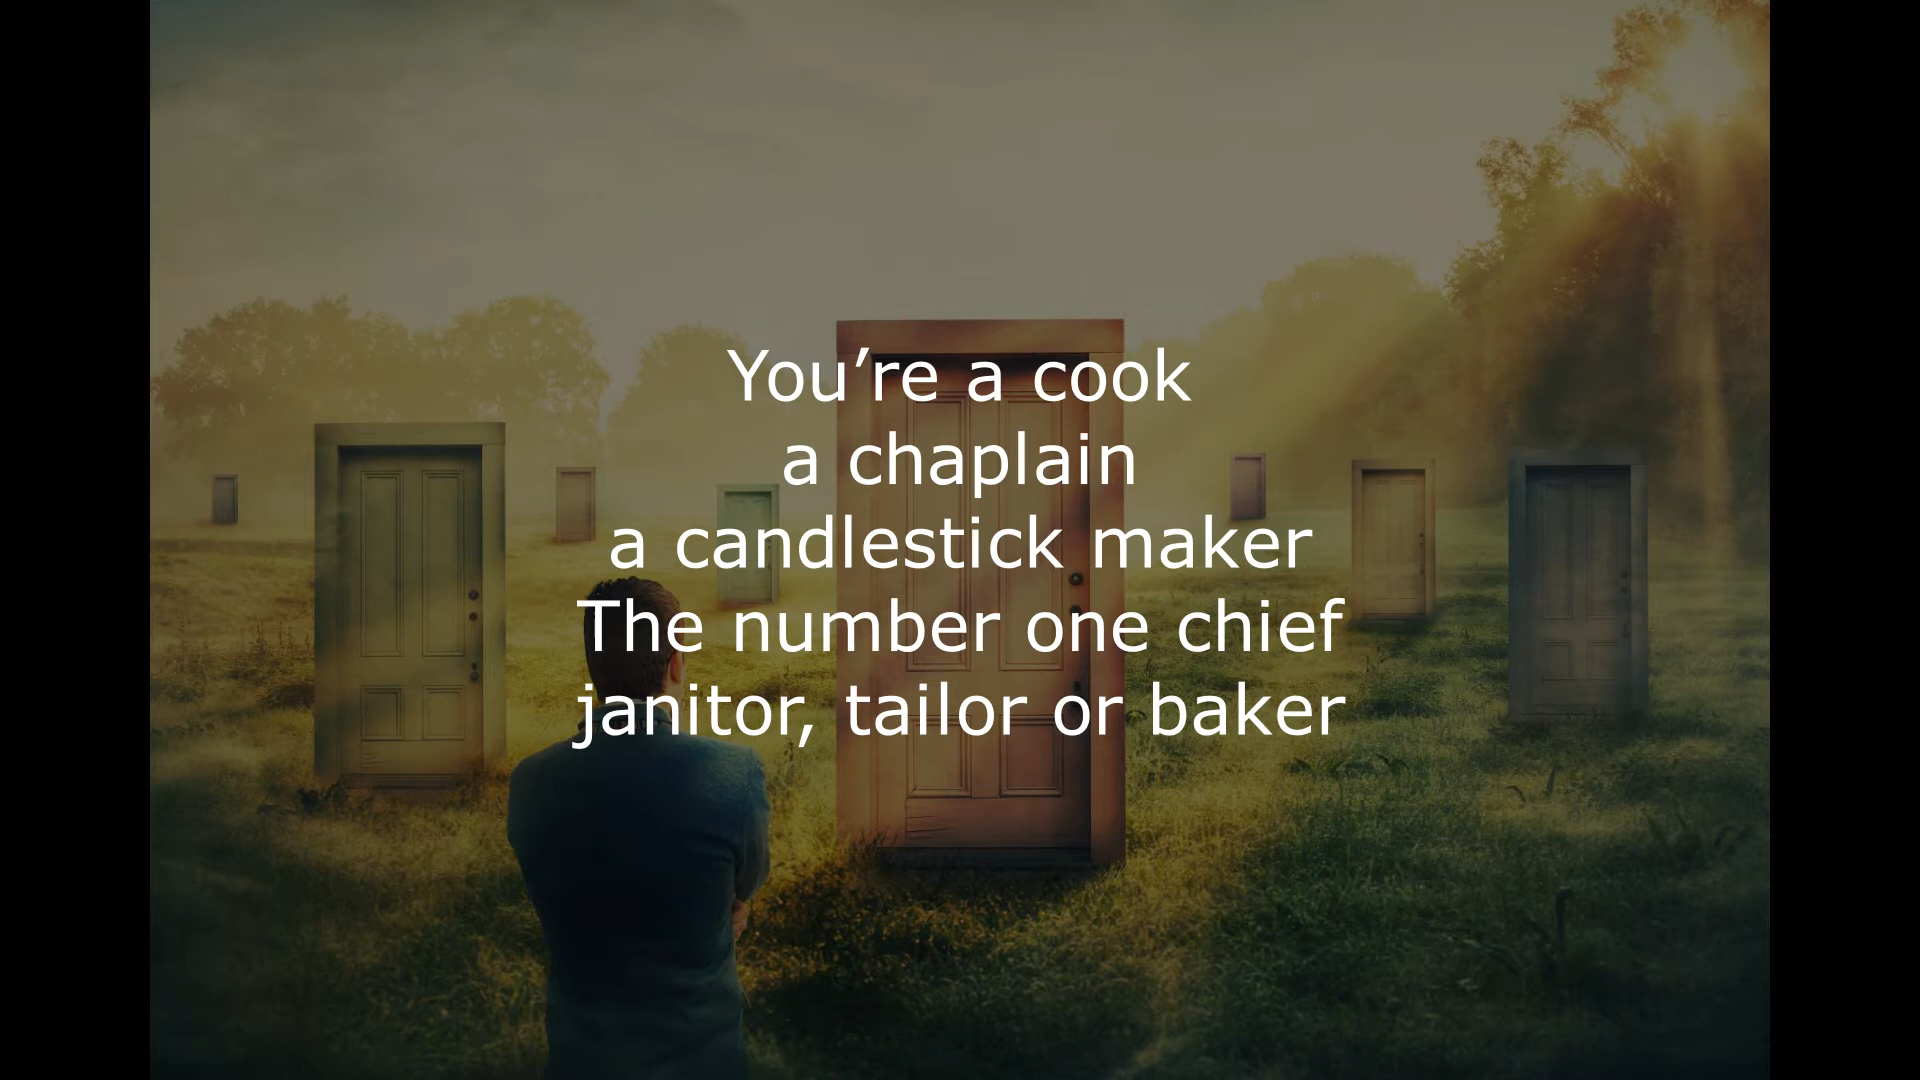 You’re a cook
a chaplain
a candlestick maker
The number one chief
janitor, tailor or baker